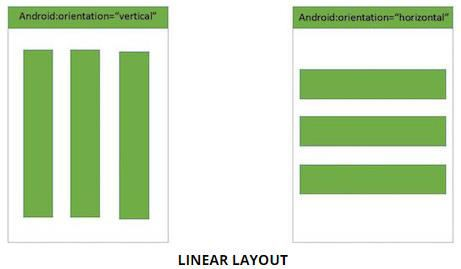 Android:orientation=“vertical”
Android:orientation=“horizontal”
LINEAR LAYOUT